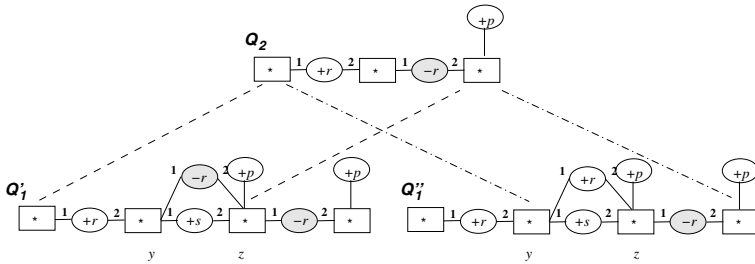 +p
Q2
* 1 +r 2 * 1 −r 2 *
1 −r 2 +p +p 1 +r 2 +p +p
Q'1 Q''1
* 1 +r 2 * 1 +s 2 * 1 −r 2 * * 1 +r 2 * 1 +s 2 * 1 −r 2 *
y z y z